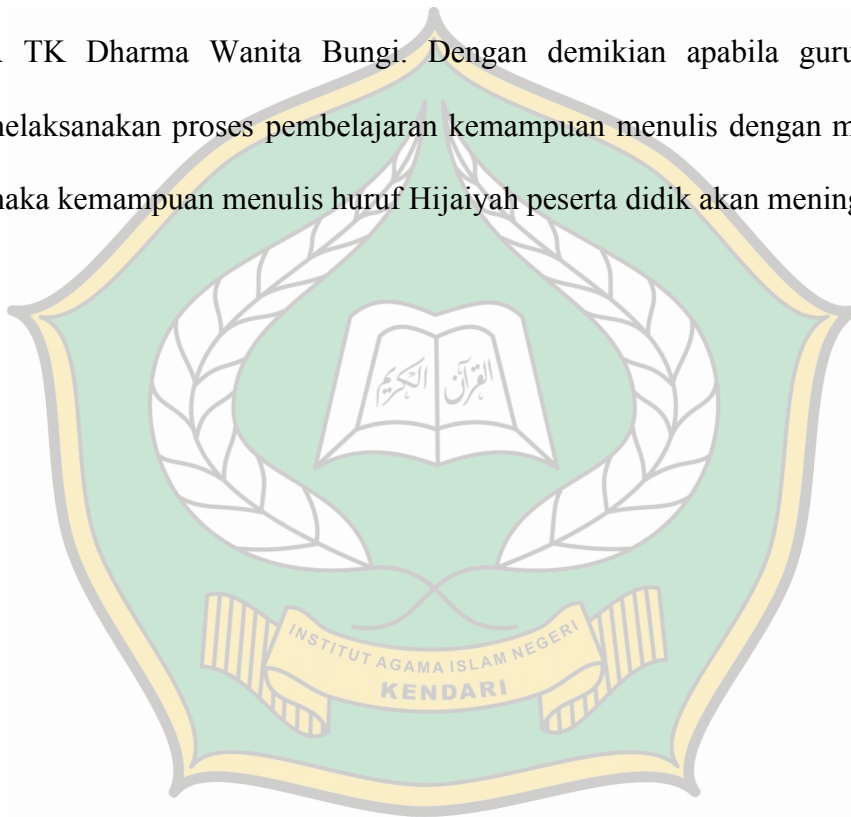 TK Dharma Wanita Bungi. Dengan demikian apabila guru
melaksanakan proses pembelajaran kemampuan menulis dengan
maka kemampuan menulis huruf Hijaiyah peserta didik akan
القرآن الكريم
INSTITUT AGAMA ISLAM NEGERI
KENDARI